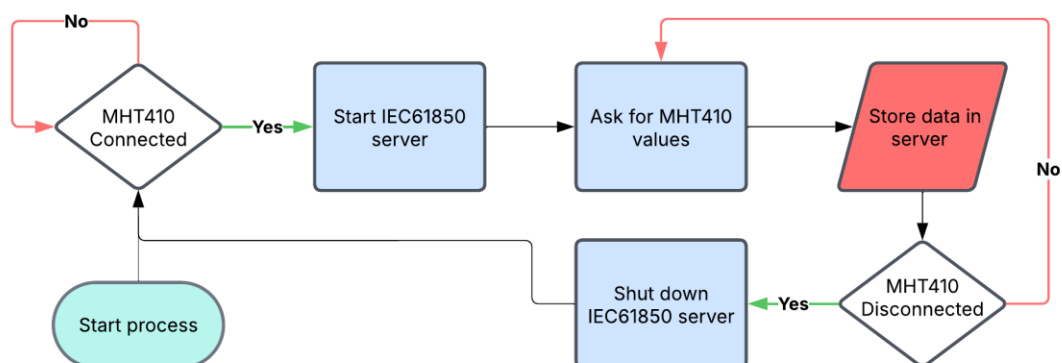 No
MHT410
Connected
Yes
Start IEC61850
server
Ask for MHT410
values
Store data in
server
No
Start process
Shut down
IEC61850 server
Yes
MHT410
Disconnected